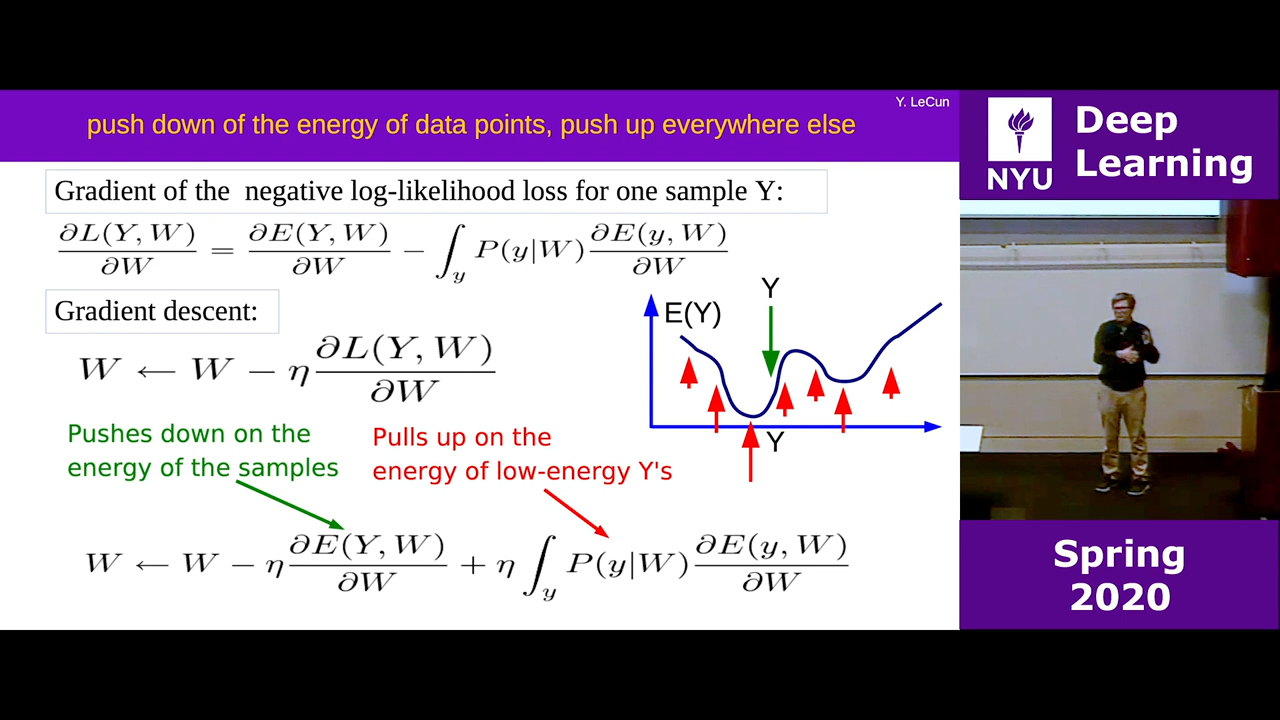 Y. LeCun
push down of the energy of data points, push up everywhere else
Gradient of the negative log-likelihood loss for one sample Y:
∂L(Y, W)/∂W = ∂E(Y, W)/∂W − ∫_y P(y|W) ∂E(y, W)/∂W
Gradient descent:
W ← W − η ∂L(Y, W)/∂W
Y
E(Y)
Y
Pushes down on the
energy of the samples
Pulls up on the
energy of low-energy Y's
W ← W − η ∂E(Y, W)/∂W + η ∫_y P(y|W) ∂E(y, W)/∂W
NYU
Deep
Learning
Spring
2020